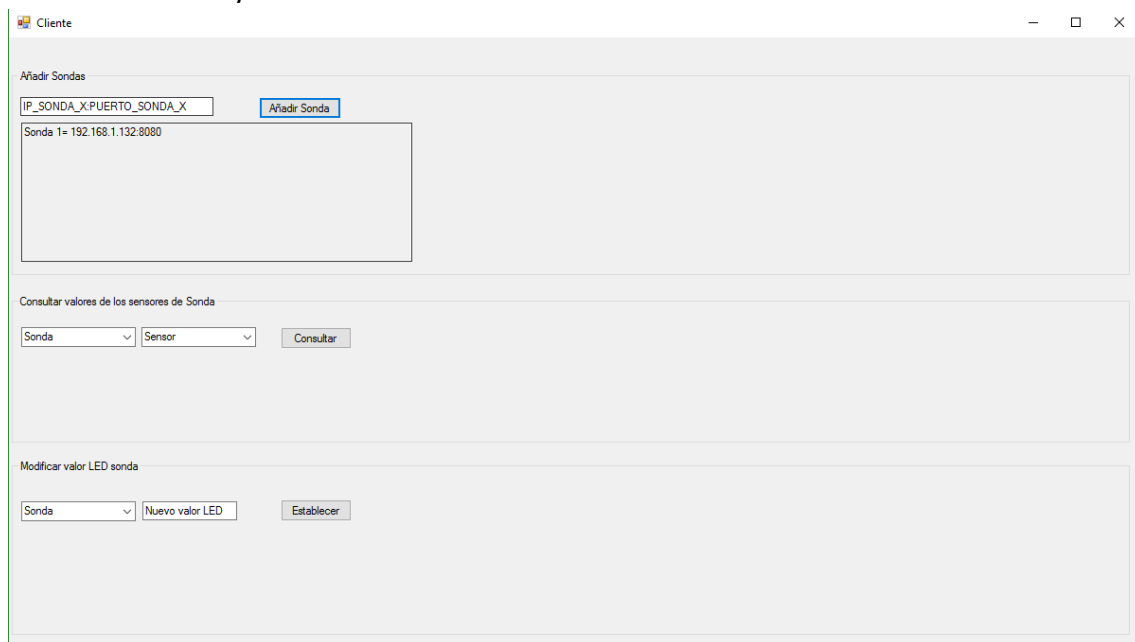 Cliente
Añadir Sondas
IP_SONDA_X:PUERTO_SONDA_X Añadir Sonda
Sonda 1= 192.168.1.132:8080
Consultar valores de los sensores de Sonda
Sonda Sensor Consultar
Modificar valor LED sonda
Sonda Nuevo valor LED Establecer